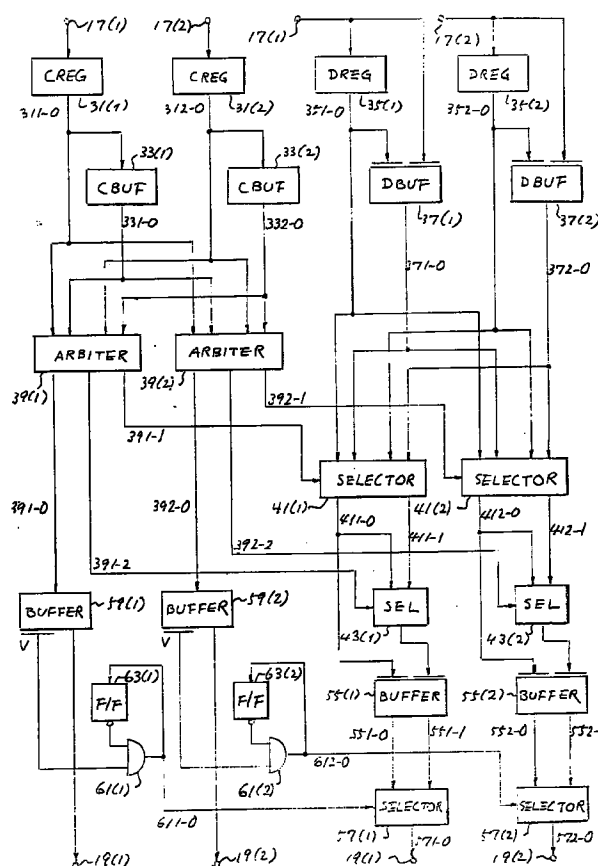 17(1) 17(2) 17(1) 17(2)
CREG CREG DREG DREG
311-0 31(1) 312-0 31(2) 351-0 35(1) 352-0 35(2)
33(1) 33(2)
CBUF CBUF DBUF DBUF
331-0 332-0 37(1) 37(2)
371-0 372-0
ARBITER ARBITER
39(1) 39(2) 392-1
391-1
SELECTOR SELECTOR
391-0 392-0 41(1) 411-0 41(2) 412-0
392-2 411-1 412-1
391-2
BUFFER 59(1) BUFFER 59(2) SEL SEL
V V 43(1) 43(2)
63(1) 63(2)
F/F F/F 55(1) BUFFER 55(2) BUFFER
551-0 551-1 552-0
61(1) 61(2) 612-0
611-0 SELECTOR SELECTOR
57(1) 571-0 57(2) 572-0
19(1) 19(2) 19(1) 19(2)